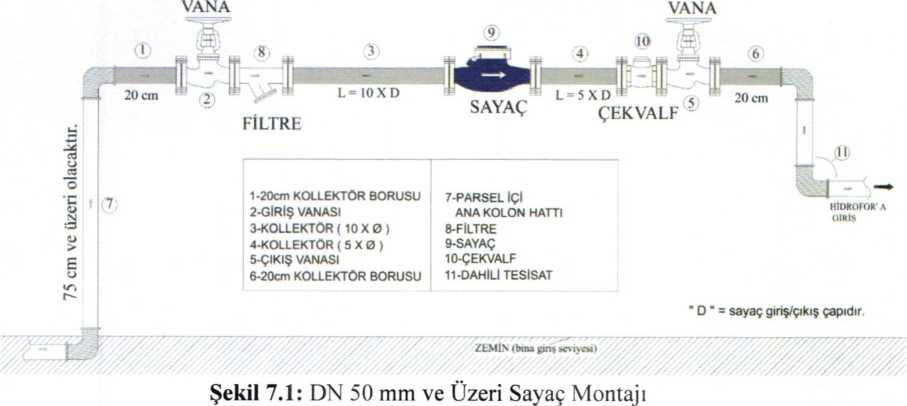 VANA
VANA
1
8
3
9
4
10
6
20 cm
2
L = 10 X D
SAYAÇ
L = 5 X D
5
20 cm
FİLTRE
ÇEKVALF
11
7
75 cm ve üzeri olacaktır.
HİDROFOR'A
GİRİŞ
1-20cm KOLLEKTÖR BORUSU
2-GİRİŞ VANASI
3-KOLLEKTÖR ( 10 X Ø )
4-KOLLEKTÖR ( 5 X Ø )
5-ÇIKIŞ VANASI
6-20cm KOLLEKTÖR BORUSU
7-PARSEL İÇİ
ANA KOLON HATTI
8-FİLTRE
9-SAYAÇ
10-ÇEKVALF
11-DAHİLİ TESİSAT
" D " = sayaç giriş/çıkış çapıdır.
ZEMİN (bina giriş seviyesi)
Şekil 7.1: DN 50 mm ve Üzeri Sayaç Montajı